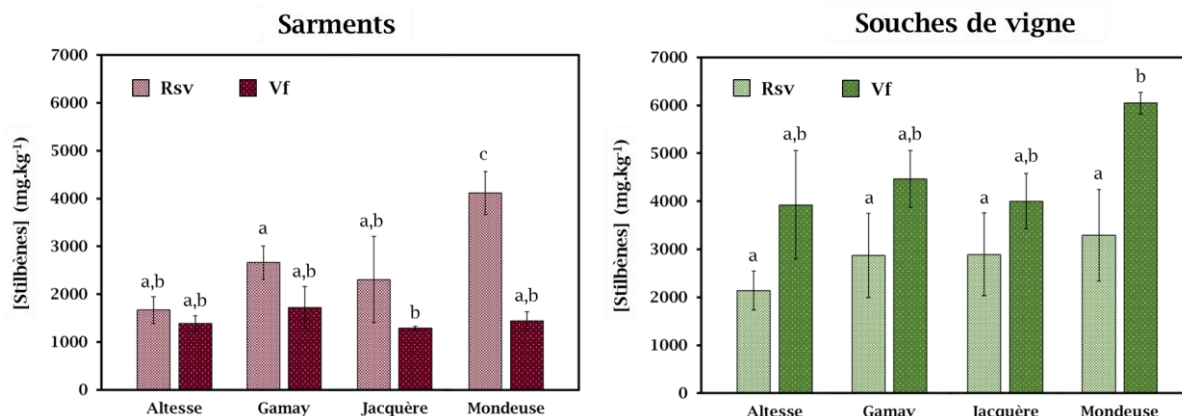 Sarments
[Stilbènes] (mg.kg⁻¹)
7000
6000
5000
4000
3000
2000
1000
0
Rsv Vf
a,b a,b a a,b a,b b c a,b
Altesse Gamay Jacquère Mondeuse
Souches de vigne
[Stilbènes] (mg.kg⁻¹)
7000
6000
5000
4000
3000
2000
1000
0
Rsv Vf
a a,b a a,b a a,b a b
Altesse Gamay Jacquère Mondeuse